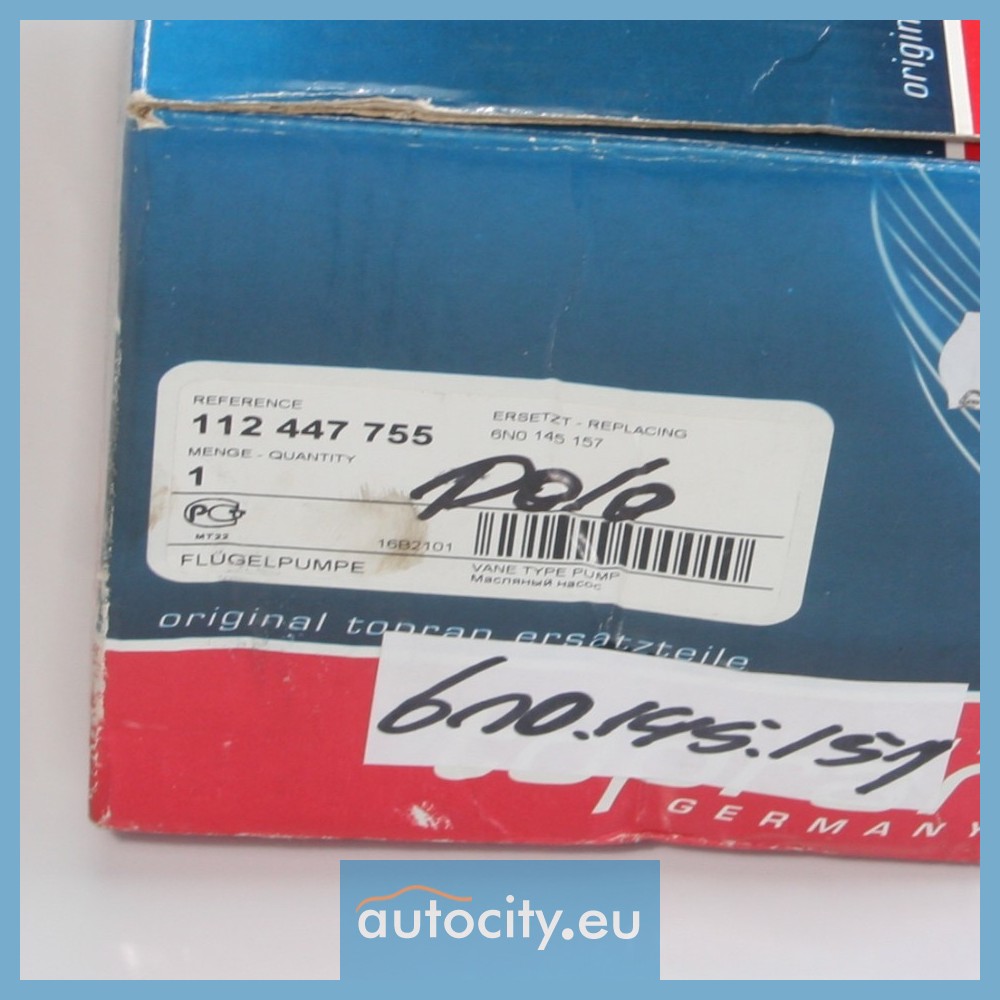 origin
REFERENCE
112 447 755
ERSETZT - REPLACING
6N0 145 157
MENGE - QUANTITY
1
polo
MT22
16B2101
FLÜGELPUMPE
VANE TYPE PUMP
Масляный насос
original topran ersatzteile
6N0.145.157
GERMANY
autocity.eu